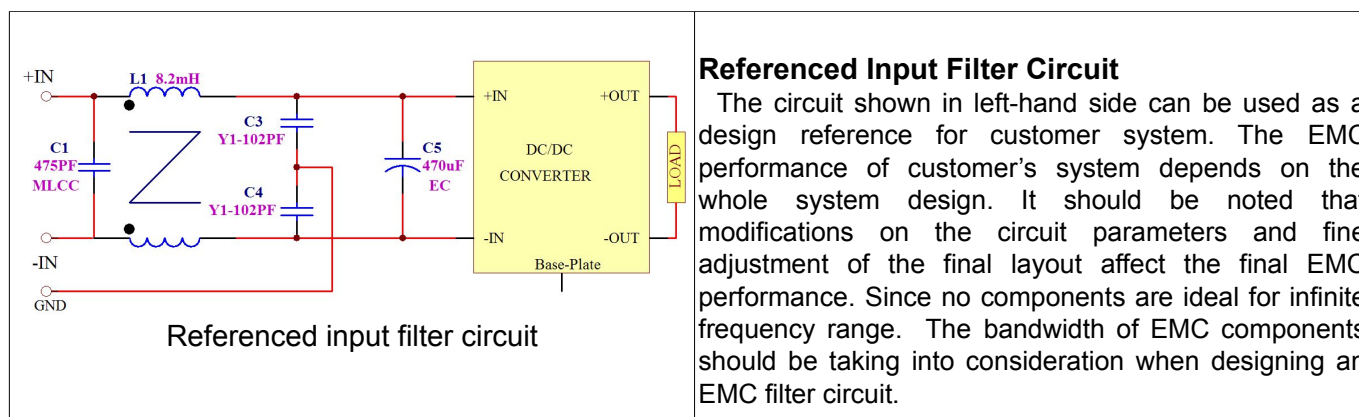 +IN
L1 8.2mH
C1
475PF
MLCC
C3
Y1-102PF
C4
Y1-102PF
C5
470uF
EC
-IN
GND
+IN
+OUT
DC/DC
CONVERTER
-IN
-OUT
Base-Plate
LOAD
Referenced input filter circuit
Referenced Input Filter Circuit
The circuit shown in left-hand side can be used as a
design reference for customer system. The EMC
performance of customer's system depends on the
whole system design. It should be noted that
modifications on the circuit parameters and fine
adjustment of the final layout affect the final EMC
performance. Since no components are ideal for infinite
frequency range. The bandwidth of EMC components
should be taking into consideration when designing an
EMC filter circuit.